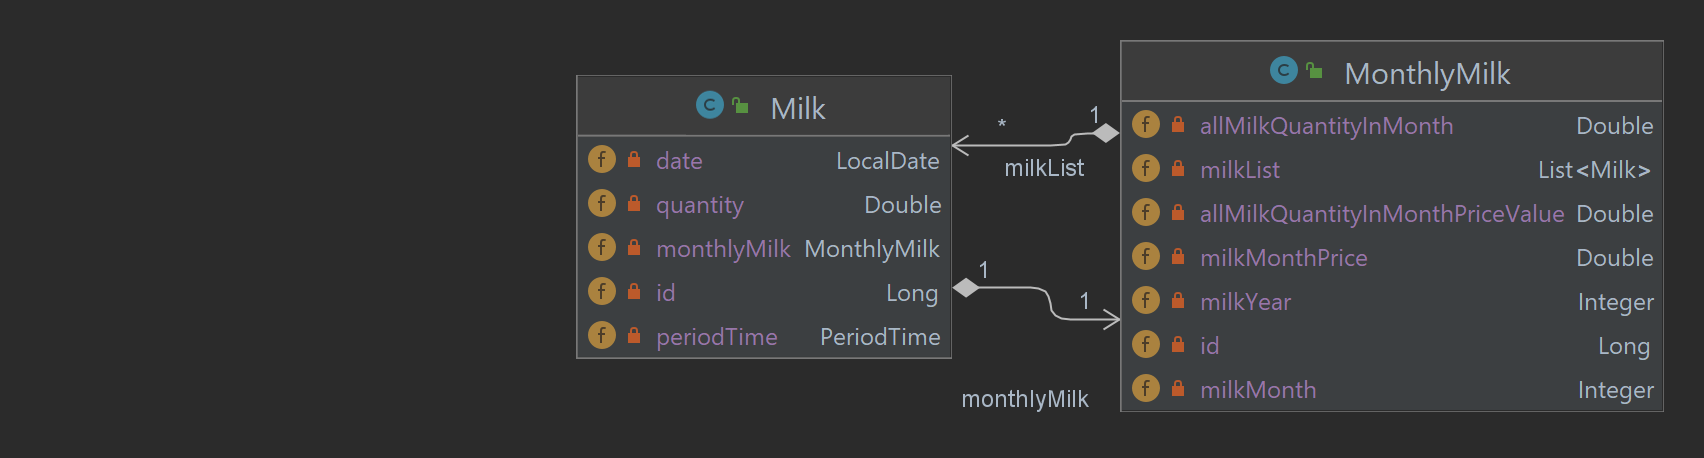 C Milk
f date LocalDate
f quantity Double
f monthlyMilk MonthlyMilk
f id Long
f periodTime PeriodTime
* 1
milkList
1 1
monthlyMilk
C MonthlyMilk
f allMilkQuantityInMonth Double
f milkList List<Milk>
f allMilkQuantityInMonthPriceValue Double
f milkMonthPrice Double
f milkYear Integer
f id Long
f milkMonth Integer